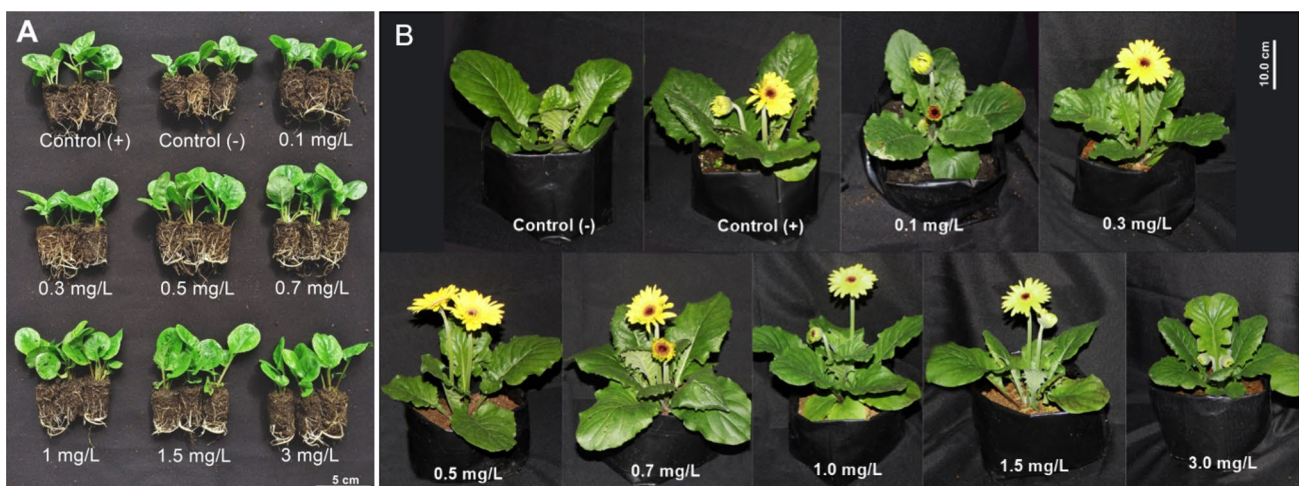 A
Control (+)
Control (-)
0.1 mg/L
0.3 mg/L
0.5 mg/L
0.7 mg/L
1 mg/L
1.5 mg/L
3 mg/L
5 cm
B
10.0 cm
Control (-)
Control (+)
0.1 mg/L
0.3 mg/L
0.5 mg/L
0.7 mg/L
1.0 mg/L
1.5 mg/L
3.0 mg/L